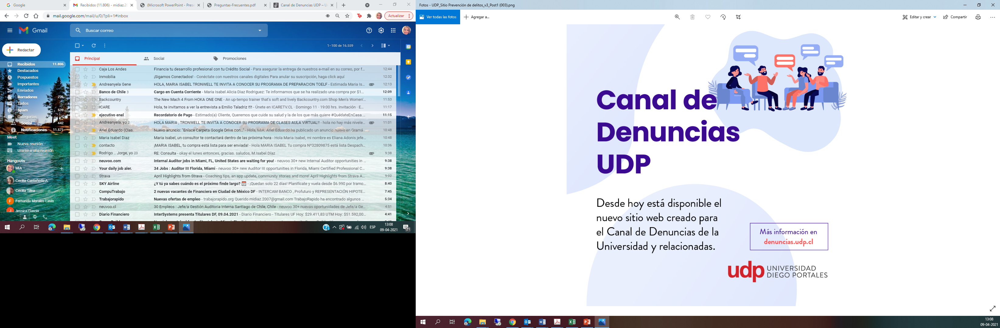 Google
Recibidos (11.806) - midiaz.2
(Microsoft PowerPoint - Prese
Preguntas-Frecuentes.pdf
Canal de Denuncias UDP – U
mail.google.com/mail/u/0/?pli=1#inbox
Actualizar
Gmail
Buscar correo
Redactar
1–100 de 16.559
Principal
Social
Promociones
Recibidos 11.806
Destacados
Pospuestos
Importantes
Enviados
Borradores 226
Todos
Spam 539
Categorías
Social 442
Notificaciones 11.571
Meet
Nueva reunión
Unirse a una reunión
Hangouts
MIA
Cecilia Castañeda A.
Cecilia Silva
F Fernanda Morales Lavin
Jessica Garcia
Caja Los Andes Financia tu desarrollo profesional con tu Crédito Social - Para asegurar la entrega de nuestros e-mail en su correo, por f... 12:44
Inmobilia ¡Sigamos Conectados! - Conéctate con nuestros canales digitales Para anular su suscripción, haga click aquí 12:32
Andreanyela Gene HOLA, MARIA ISABEL TRONWELL TE INVITA A CONOCER SU PROGRAMA DE PREPARACION TOELF - Estimada Maria Is... 12:13
Banco de Chile 3 Cargo en Cuenta Corriente - Maria Isabel Alicia Diaz Rodriguez: Te informamos que se ha realizado una compra por $1... 12:09
Backcountry The New Mach 4 From HOKA ONE ONE - An up-tempo trainer that's soft and lively Backcountry.com Shop Men's Women'... 11:53
ICARE Hola, te invitamos a ver la entrevista a Emilio Taladriz ✉ - Únete en ICARETV.CL · Domingo 11 · 19:00 hrs. Invitación · E... 11:17
ejecutivo enel Recordatorio de Pago - Estimado(a) Cliente, Queremos que cuide su salud y la de los que más quiere #QuédateEnCasa.... 11:15
Andreanyela, yo 2 HOLA MARIA , TRONWELL TE INVITA A CONOCER SU PROGRAMA DE CLASES AULA VIRTUAL!! - hola no hay más nivele... 11:01
Ariel Eduardo (Clas. Nuevo anuncio: "Enlace Carpeta Google Drive con..." - Hola, MIA: Ariel Eduardo ha publicado un anuncio nuevo en Gramá... 10:48
Maria Isabel Diaz Maria Isabel, un consultor te contactará dentro de las próxima hora - Hola Maria Isabel, mi nombre es Eliana Adonis jefe... 10:48
contacto ¡MARIA ISABEL, tu compra está lista para ser enviada! - Hola MARIA ISABEL Tu compra Nº32809875 está lista Despach... 10:36
Rodrigo .. Jorge, yo 23 RE: Consulta - okay el lunes entonces, gracias. saludos, M.Isabel Díaz 9:38
neuvoo.com Internal Auditor jobs in Miami, FL, United States are waiting for you! - neuvoo 30+ new Internal Auditor opportunities in ... 9:38
Your daily job aler. 34 Jobs : Auditor III Florida, Miami - neuvoo 30+ new Auditor III opportunities in Florida, Miami Certified Professional C... 9:38
Strava April Highlights from Strava - Coaching tips, an app update, community stories and more! April Highlights from Strava A... 9:02
SKY Airline ¿Y tú ya sabes cuándo es el próximo finde largo? - ¡Quedan solo 22 días! Planifícate y vuela desde $6.990 por tramo... 8:40
CompuTrabajo 2 nuevas vacantes de Financiera en Ciudad de México DF - INTERCAM BANCO , Profuturo y REPRESENTACIÓN HIPOTE... 7:45
Trabajorapido Nuevas ofertas de empleo - trabajorapido.org Querido midiaz.2007@gmail.com TrabajoRapido ha encontrado algunos ... 5:34
neuvoo.cl 30 Empleos : Jefe/a Gestión Auditoria Interna Santiago de Chile, Chile - neuvoo 30+ nuevas oportunidades de Jefe/a Ge... 4:51
Diario Financiero InterSystems presenta Titulares DF, 09.04.2021 - Diario Financiero - Titulares UF Hoy: $29.411,83 UTM Hoy: $51.592,00... 4:41
ESP
13:08
09-04-2021
21
Fotos - UDP_Sitio Prevención de delitos_v3_Post1 (003).png
Ver todas las fotos
Agregar a...
Editar y crear
Compartir
Canal de
Denuncias
UDP
Desde hoy está disponible el
nuevo sitio web creado para
el Canal de Denuncias de la
Universidad y relacionadas.
Más información en
denuncias.udp.cl
udp UNIVERSIDAD
DIEGO PORTALES
13:08
09-04-2021